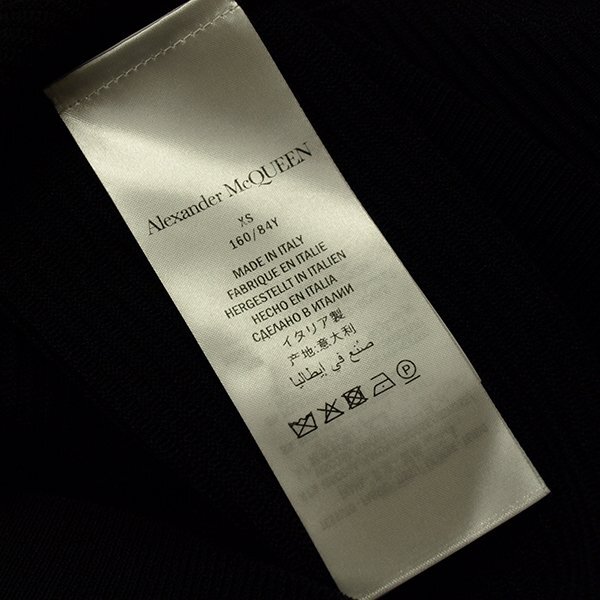 Alexander McQUEEN
XS
160/84Y
MADE IN ITALY
FABRIQUE EN ITALIE
HERGESTELLT IN ITALIEN
HECHO EN ITALIA
СДЕЛАНО В ИТАЛИИ
イタリア製
产地:意大利
صنع في إيطاليا
P